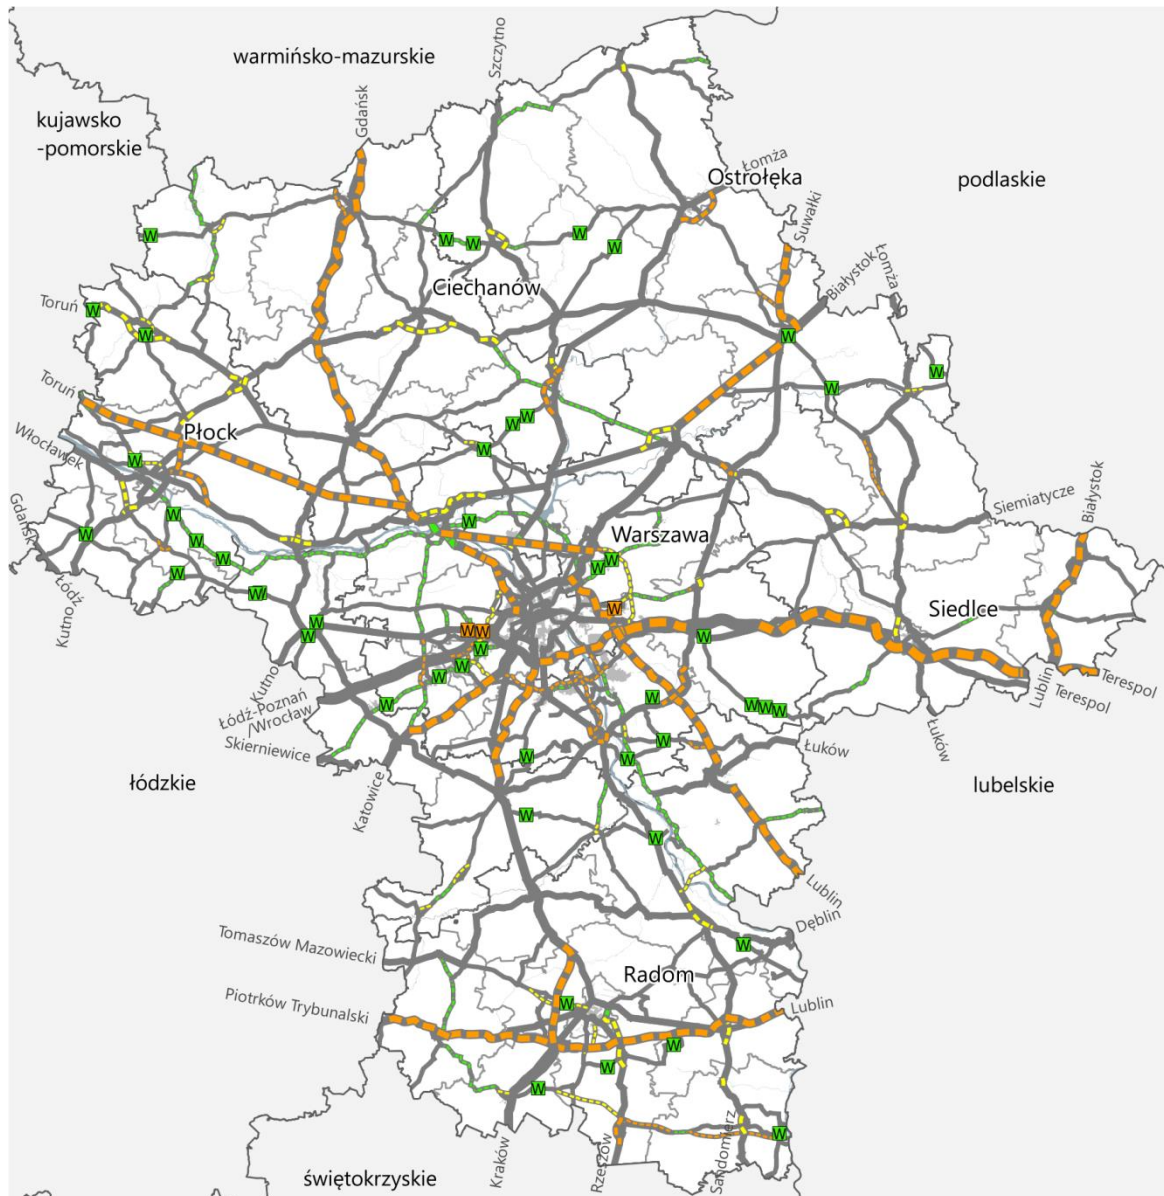 warmińsko-mazurskie
Szczytno
Gdańsk
kujawsko
-pomorskie
Łomża
Ostrołęka
podlaskie
Suwałki
W
W
W
W
W
Białystok
Łomża
Ciechanów
Toruń
W
W
W
W
W
Toruń
W
W
Płock
W
W
Włocławek
Białystok
Gdańsk
W
W
Siemiatycze
W
Warszawa
W
W
W
W
W
Łódź
Kutno
W
W
W
Siedlce
W
W
W
W
W
W
Kutno
W
W
Lublin
Terespol
Terespol
Łódź-Poznań
/Wrocław
W
W
W
W
W
Łuków
Skierniewice
W
Łuków
W
W
łódzkie
Katowice
lubelskie
W
W
Lublin
Dęblin
Tomaszów Mazowiecki
W
Radom
Piotrków Trybunalski
W
Lublin
W
W
W
W
Kraków
Rzeszów
Sandomierz
świętokrzyskie